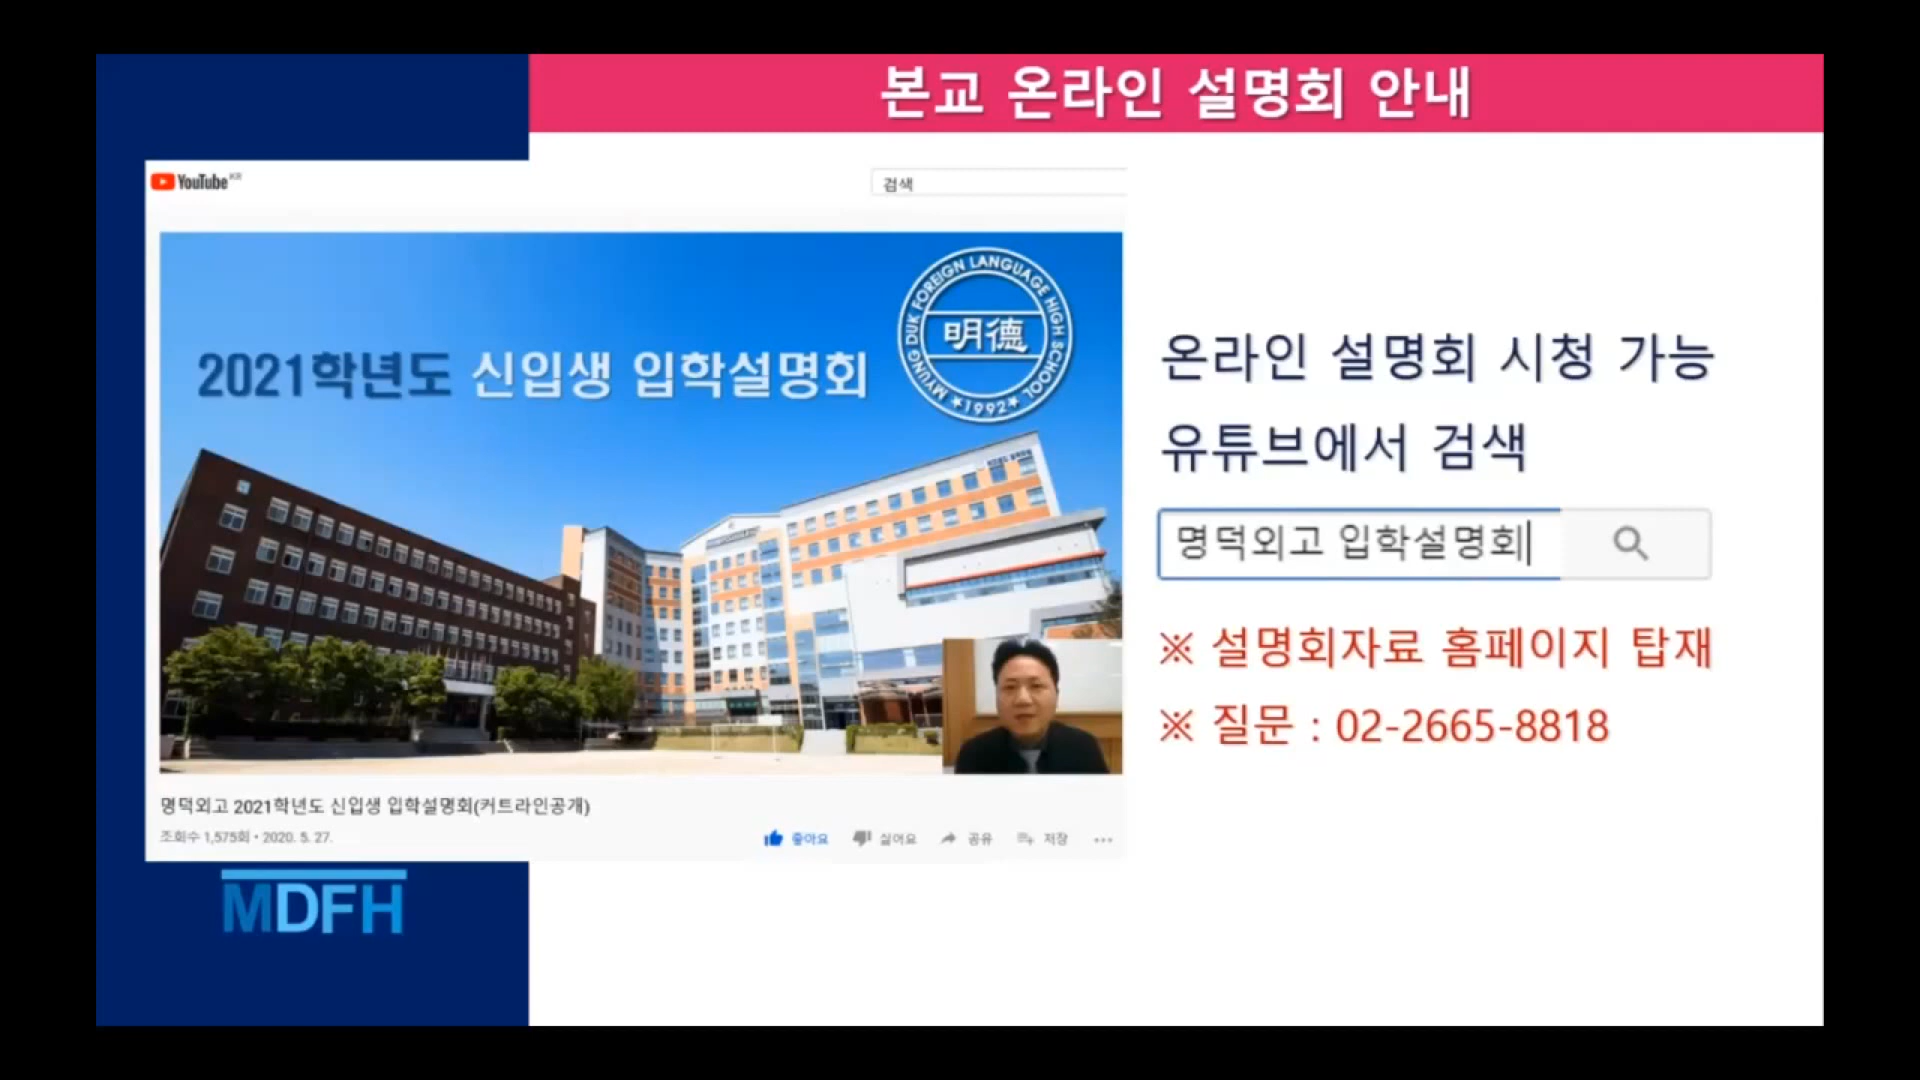 본교 온라인 설명회 안내
YouTube KR
검색
2021학년도 신입생 입학설명회
MYUNG DUK FOREIGN LANGUAGE HIGH SCHOOL
明德
★1992★
명덕외고 2021학년도 신입생 입학설명회(커트라인공개)
조회수 1,575회 • 2020. 5. 27.
좋아요 싫어요 공유 저장
온라인 설명회 시청 가능
유튜브에서 검색
명덕외고 입학설명회
※ 설명회자료 홈페이지 탑재
※ 질문 : 02-2665-8818
MDFH